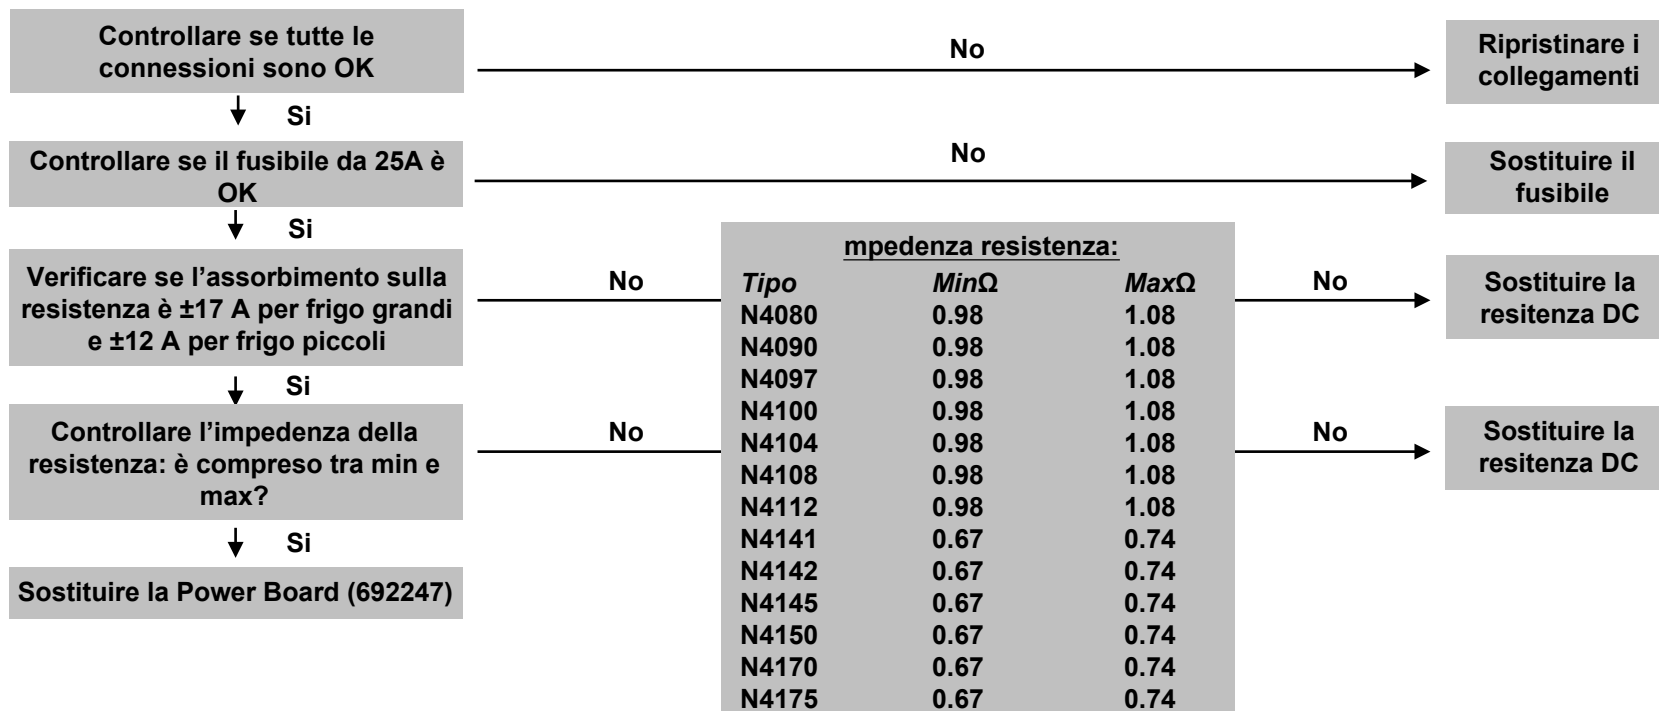 Controllare se tutte le
connessioni sono OK
No
Ripristinare i
collegamenti
Si
Controllare se il fusibile da 25A è
OK
No
Sostituire il
fusibile
Si
Verificare se l’assorbimento sulla
resistenza è ±17 A per frigo grandi
e ±12 A per frigo piccoli
No
No
Sostituire la
resitenza DC
Si
Controllare l’impedenza della
resistenza: è compreso tra min e
max?
No
No
Sostituire la
resitenza DC
Si
Sostituire la Power Board (692247)
mpedenza resistenza:
Tipo MinΩ MaxΩ
N4080 0.98 1.08
N4090 0.98 1.08
N4097 0.98 1.08
N4100 0.98 1.08
N4104 0.98 1.08
N4108 0.98 1.08
N4112 0.98 1.08
N4141 0.67 0.74
N4142 0.67 0.74
N4145 0.67 0.74
N4150 0.67 0.74
N4170 0.67 0.74
N4175 0.67 0.74